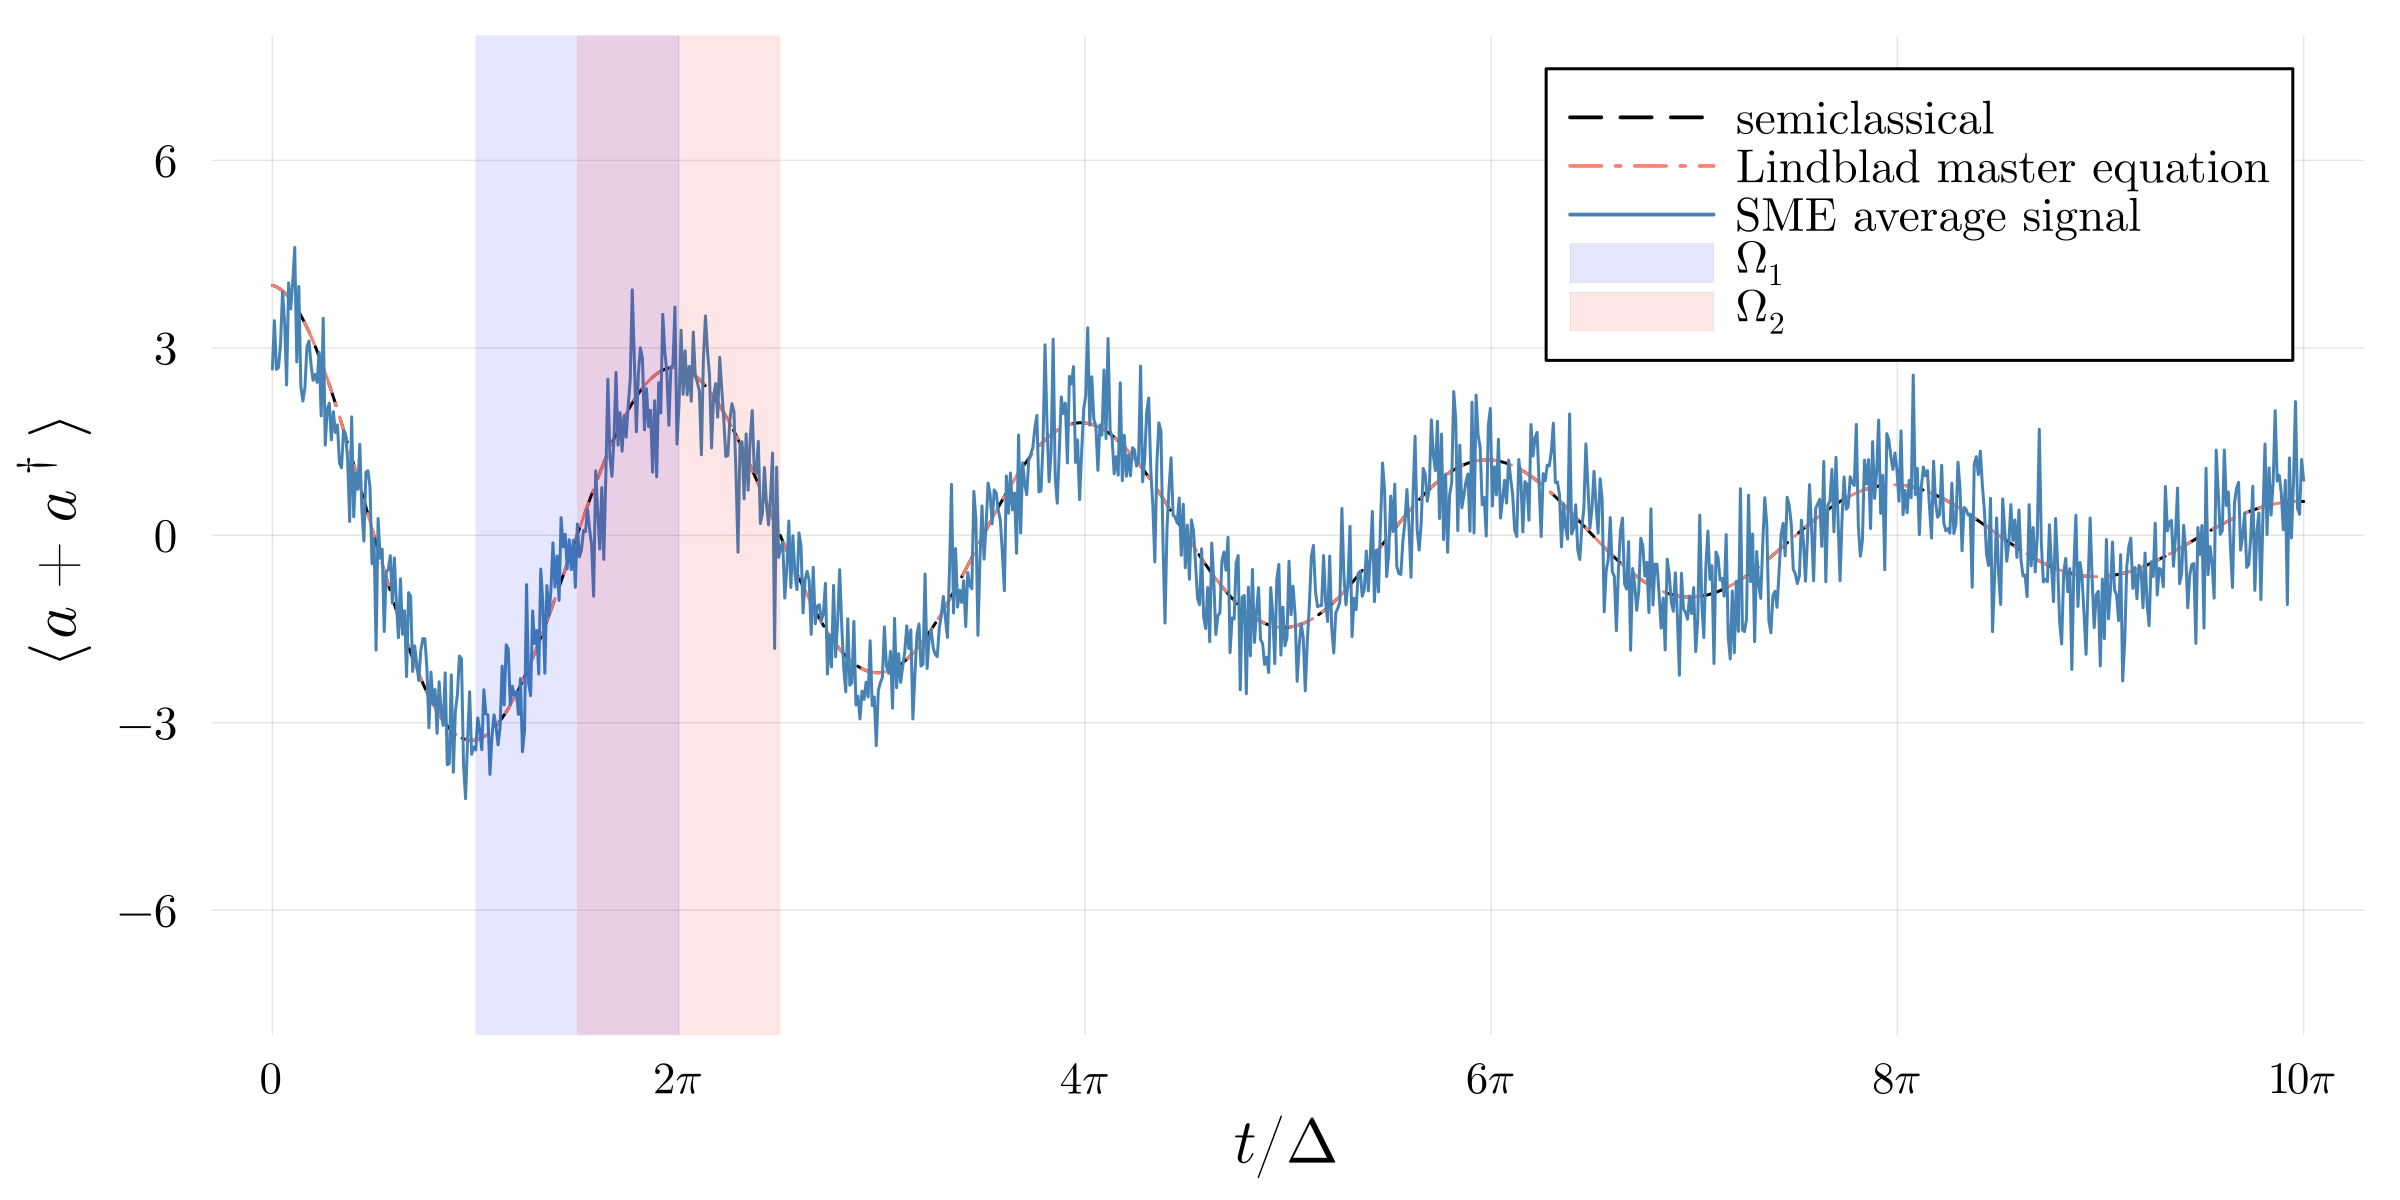 semiclassical
Lindblad master equation
SME average signal
Ω₁
Ω₂
6
3
0
−3
−6
⟨a + a†⟩
0 2π 4π 6π 8π 10π
t/Δ